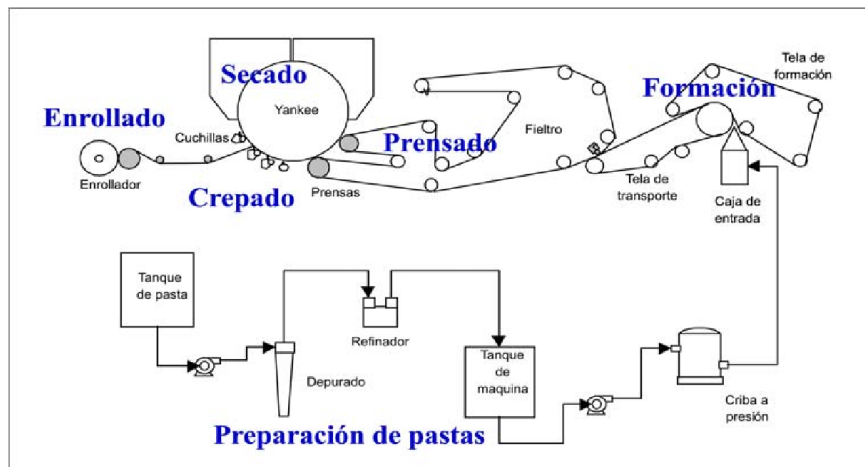 Secado
Yankee
Enrollado
Cuchillas
Enrollador
Crepado
Prensas
Prensado
Fieltro
Formación
Tela de
formación
Tela de
transporte
Caja de
entrada
Tanque
de pasta
Depurado
Refinador
Tanque
de
maquina
Criba a
presión
Preparación de pastas